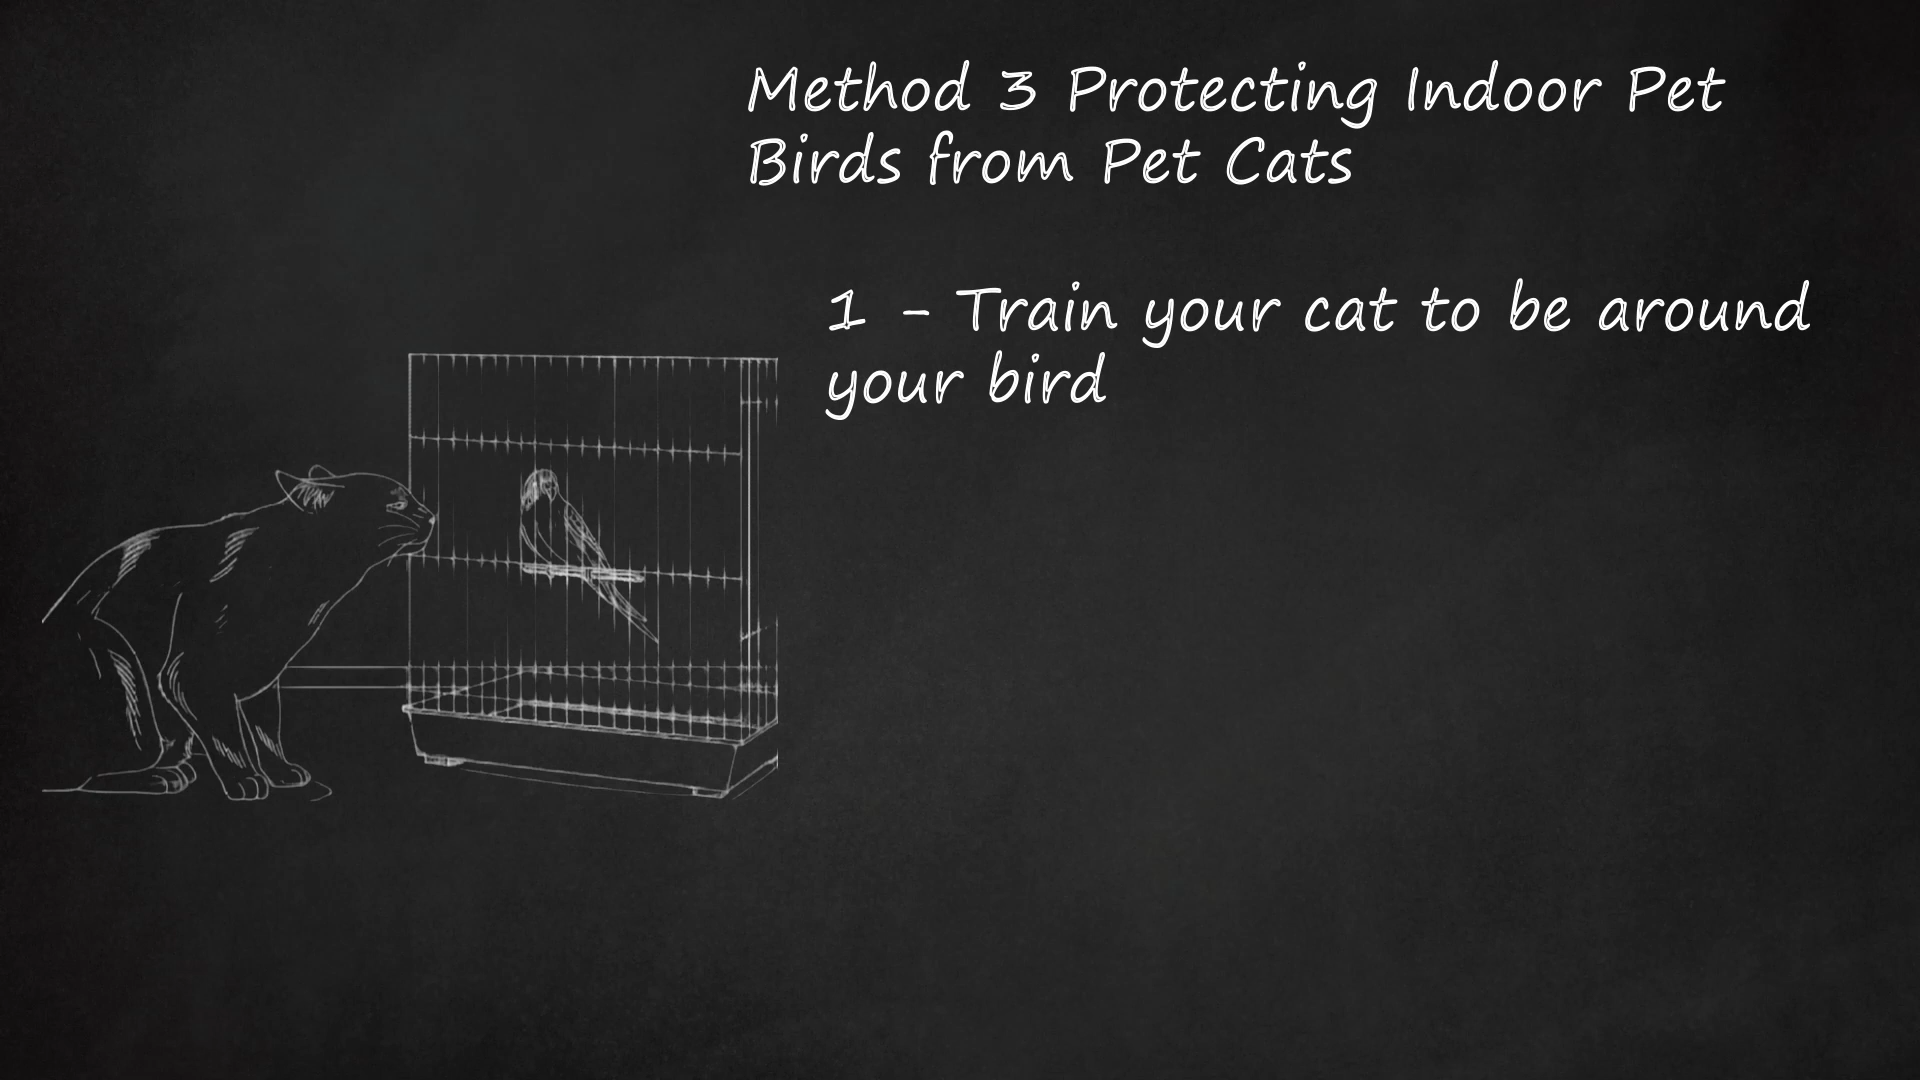 Method 3 Protecting Indoor Pet
Birds from Pet Cats
1 - Train your cat to be around
your bird